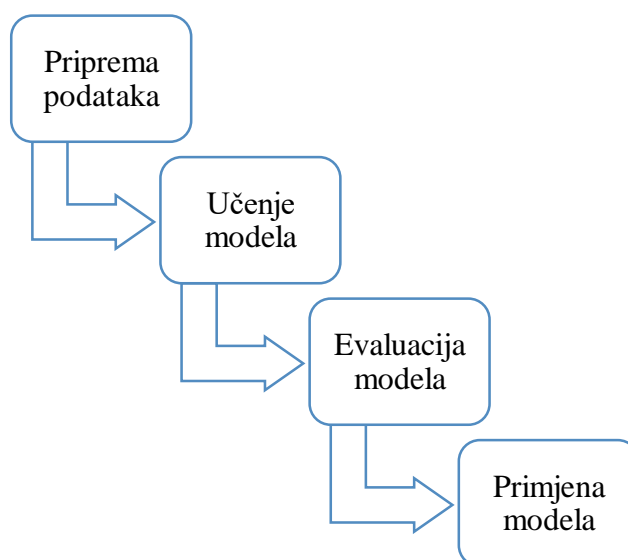 Priprema
podataka
Učenje
modela
Evaluacija
modela
Primjena
modela